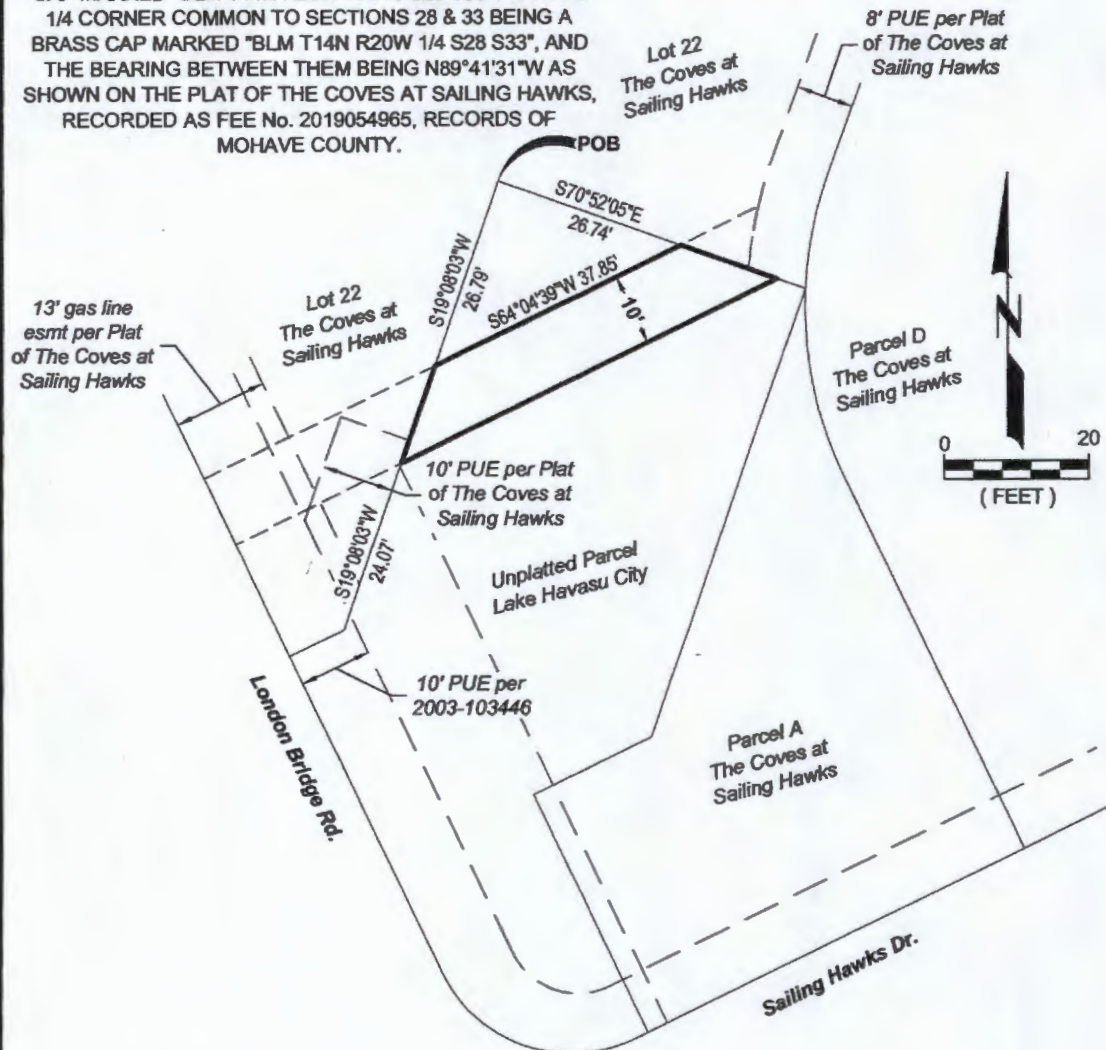 1/4 CORNER COMMON TO SECTIONS 28 & 33 BEING A
BRASS CAP MARKED "BLM T14N R20W 1/4 S28 S33", AND
THE BEARING BETWEEN THEM BEING N89°41'31"W AS
SHOWN ON THE PLAT OF THE COVES AT SAILING HAWKS,
RECORDED AS FEE No. 2019054965, RECORDS OF
MOHAVE COUNTY.
Lot 22
The Coves at
Sailing Hawks
8' PUE per Plat
of The Coves at
Sailing Hawks
POB
S70°52'05"E
26.74'
S19°08'03"W
26.79'
S64°04'39"W 37.85'
10'
13' gas line
esmt per Plat
of The Coves at
Sailing Hawks
Lot 22
The Coves at
Sailing Hawks
Parcel D
The Coves at
Sailing Hawks
N
0 20
( FEET )
10' PUE per Plat
of The Coves at
Sailing Hawks
S19°08'03"W
24.07'
Unplatted Parcel
Lake Havasu City
10' PUE per
2003-103446
London Bridge Rd.
Parcel A
The Coves at
Sailing Hawks
Sailing Hawks Dr.